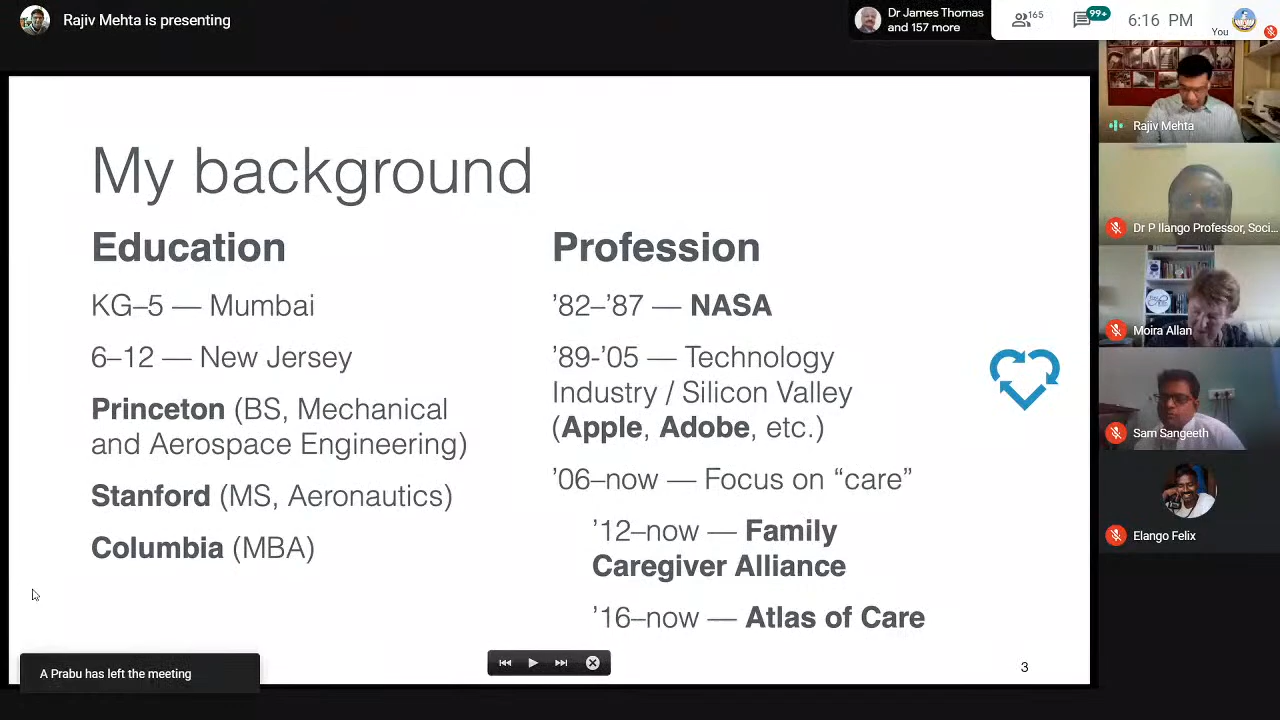 Rajiv Mehta is presenting
Dr James Thomas
and 157 more
165
99+
6:16 PM
You
My background
Education
KG–5 — Mumbai
6–12 — New Jersey
Princeton (BS, Mechanical
and Aerospace Engineering)
Stanford (MS, Aeronautics)
Columbia (MBA)
Profession
’82–’87 — NASA
’89-’05 — Technology
Industry / Silicon Valley
(Apple, Adobe, etc.)
’06–now — Focus on “care”
’12–now — Family
Caregiver Alliance
’16–now — Atlas of Care
3
Rajiv Mehta
Dr P Ilango Professor, Soci...
Moira Allan
Sam Sangeeth
Elango Felix
A Prabu has left the meeting